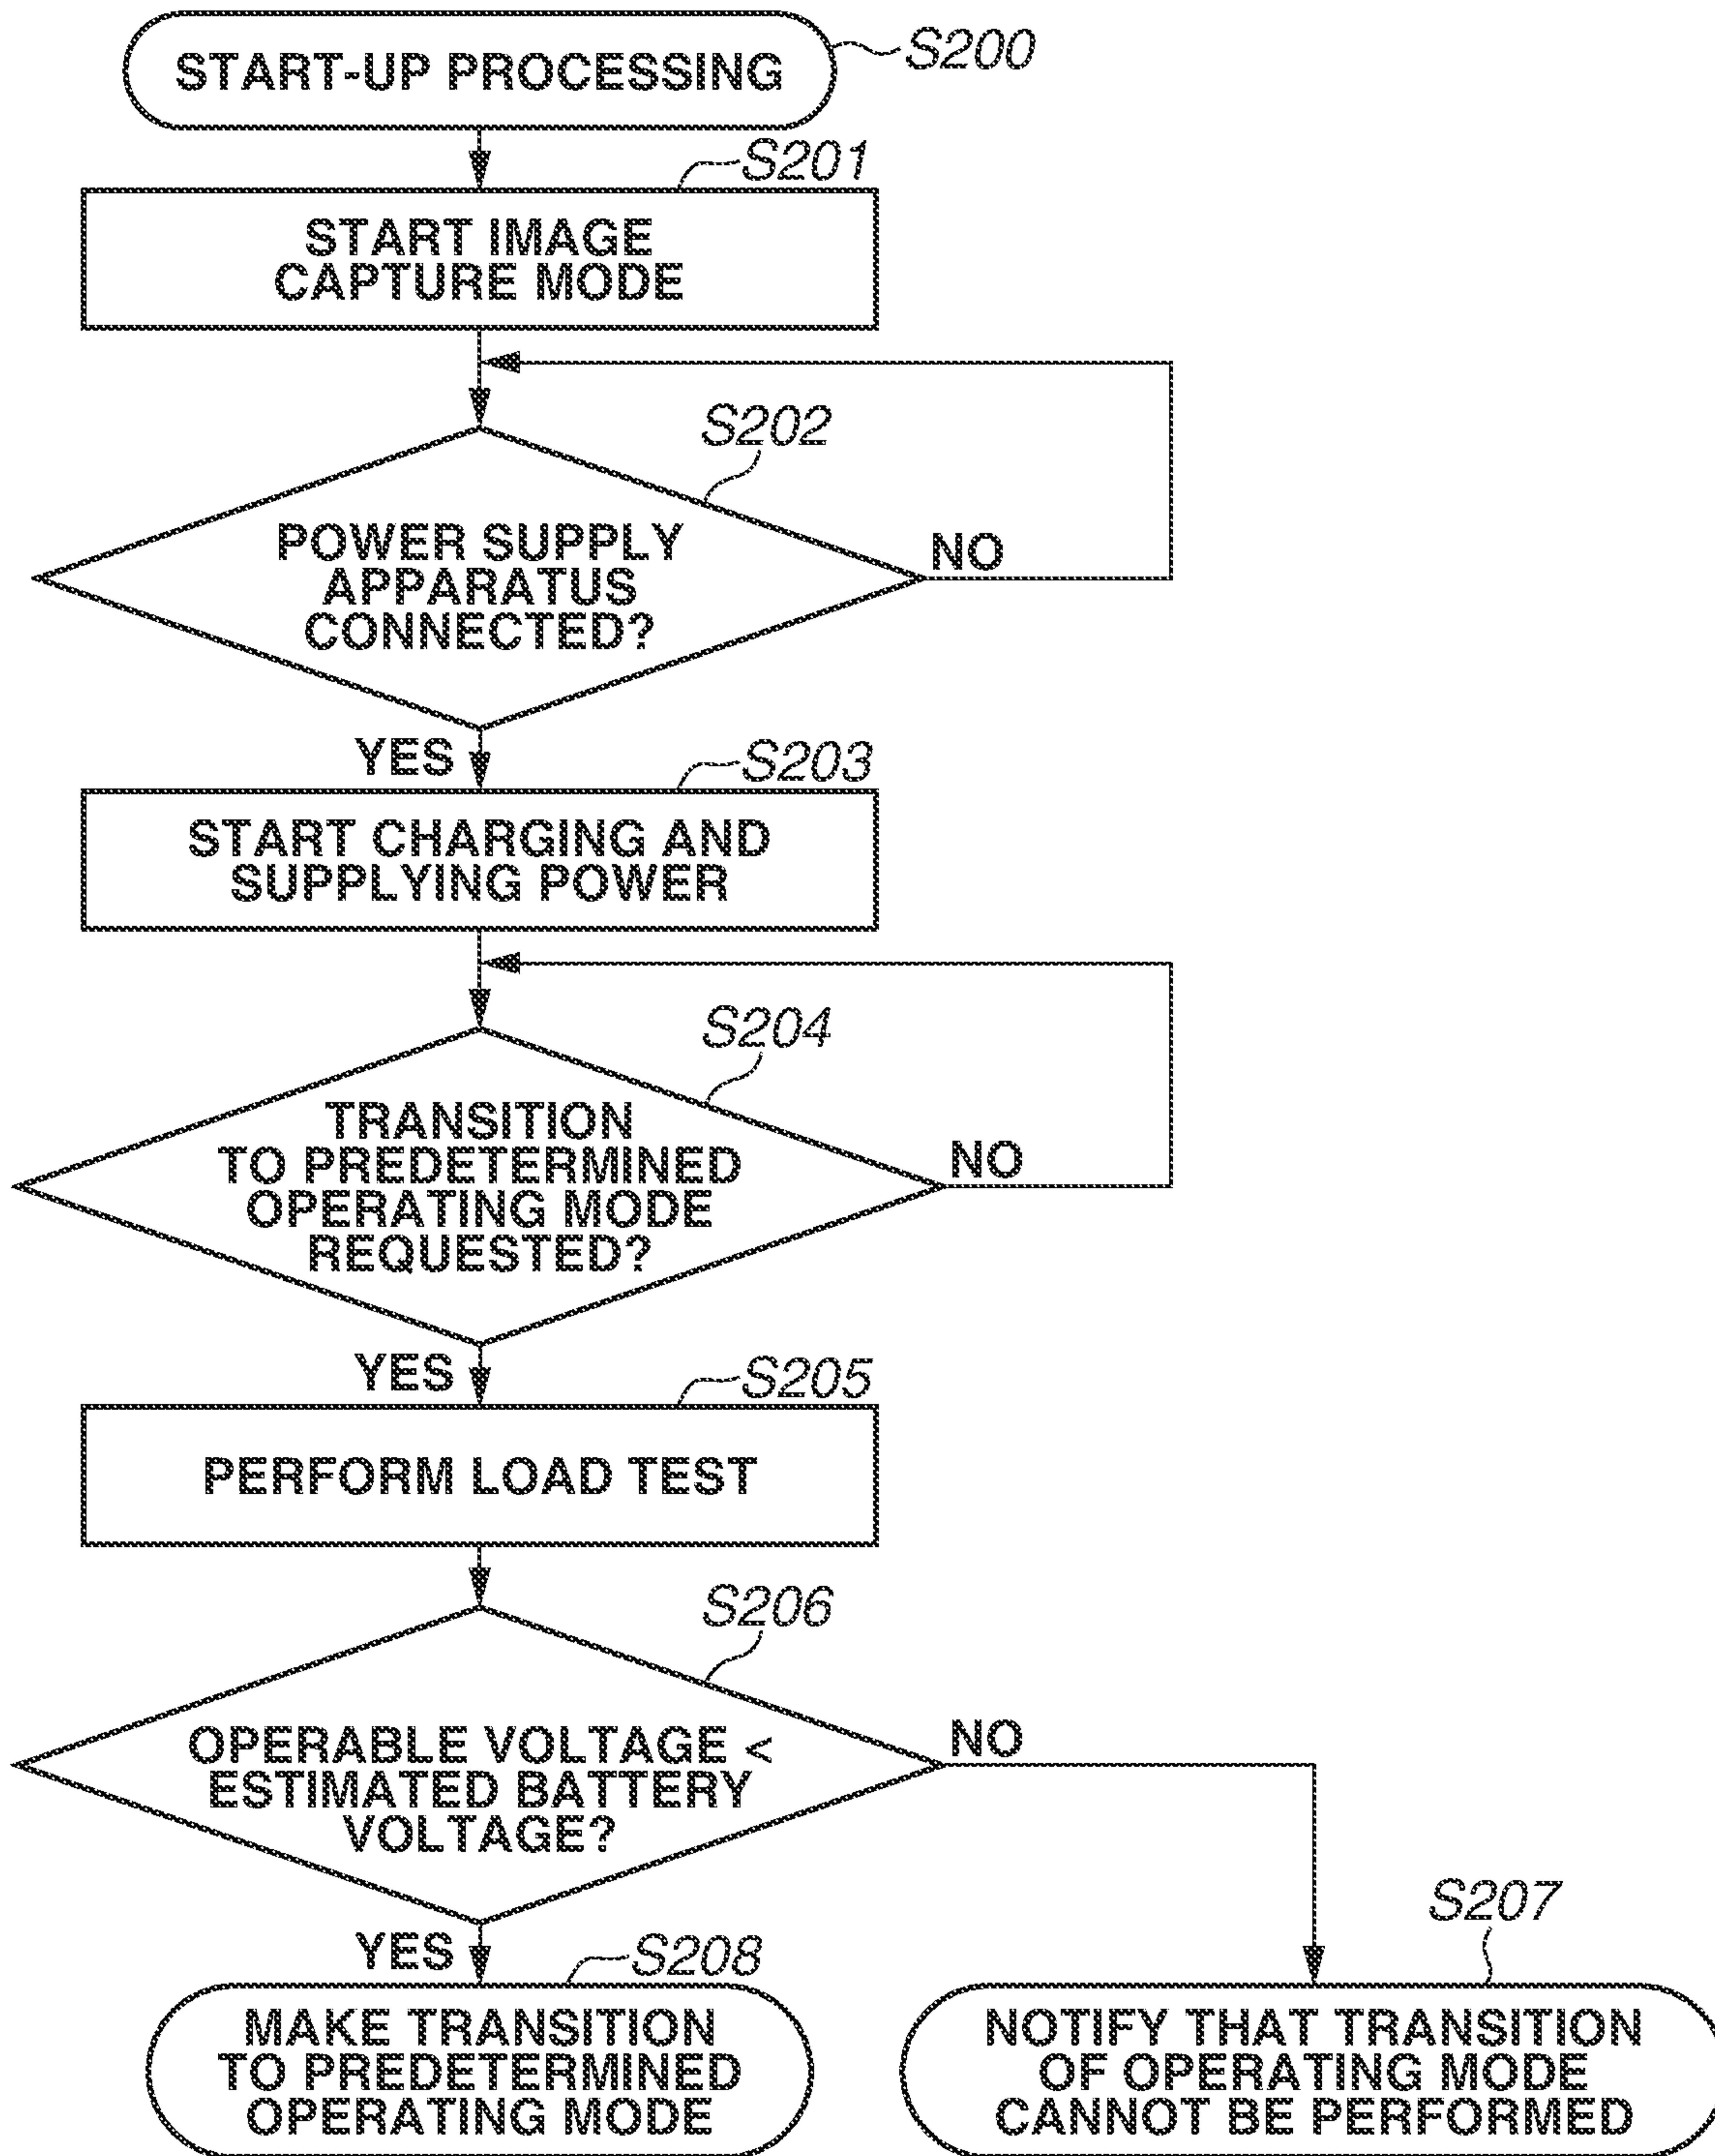 START-UP PROCESSING
S200
S201
START IMAGE
CAPTURE MODE
S202
POWER SUPPLY
APPARATUS
CONNECTED?
NO
YES
S203
START CHARGING AND
SUPPLYING POWER
S204
TRANSITION
TO PREDETERMINED
OPERATING MODE
REQUESTED?
NO
YES
S205
PERFORM LOAD TEST
S206
OPERABLE VOLTAGE <
ESTIMATED BATTERY
VOLTAGE?
NO
YES
S208
MAKE TRANSITION
TO PREDETERMINED
OPERATING MODE
S207
NOTIFY THAT TRANSITION
OF OPERATING MODE
CANNOT BE PERFORMED